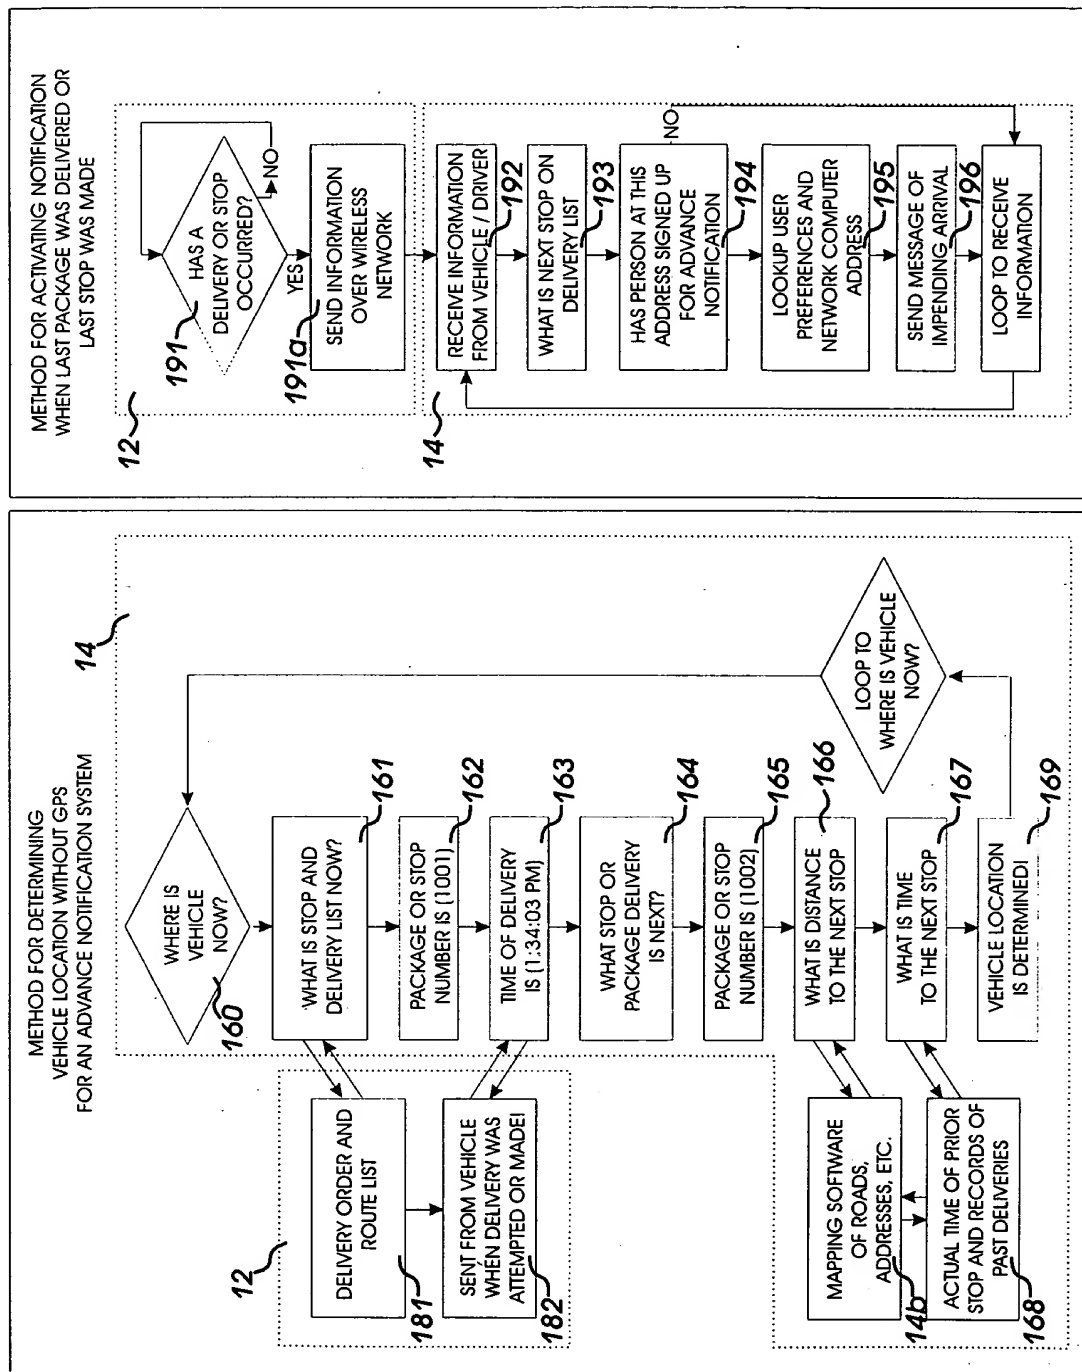 METHOD FOR DETERMINING
VEHICLE LOCATION WITHOUT GPS
FOR AN ADVANCE NOTIFICATION SYSTEM
14
WHERE IS
VEHICLE
NOW?
160
WHAT IS STOP AND
DELIVERY LIST NOW?
161
PACKAGE OR STOP
NUMBER IS (1001)
162
TIME OF DELIVERY
IS (1:34:03 PM)
163
WHAT STOP OR
PACKAGE DELIVERY
IS NEXT?
164
PACKAGE OR STOP
NUMBER IS (1002)
165
WHAT IS DISTANCE
TO THE NEXT STOP
166
WHAT IS TIME
TO THE NEXT STOP
167
VEHICLE LOCATION
IS DETERMINED!
169
LOOP TO
WHERE IS VEHICLE
NOW?
12
DELIVERY ORDER AND
ROUTE LIST
181
SENT FROM VEHICLE
WHEN DELIVERY WAS
ATTEMPTED OR MADE!
182
MAPPING SOFTWARE
OF ROADS,
ADDRESSES, ETC.
14b
ACTUAL TIME OF PRIOR
STOP AND RECORDS OF
PAST DELIVERIES
168
METHOD FOR ACTIVATING NOTIFICATION
WHEN LAST PACKAGE WAS DELIVERED OR
LAST STOP WAS MADE
12
191
HAS A
DELIVERY OR STOP
OCCURRED?
NO
YES
191a
SEND INFORMATION
OVER WIRELESS
NETWORK
14
RECEIVE INFORMATION
FROM VEHICLE / DRIVER
192
WHAT IS NEXT STOP ON
DELIVERY LIST
193
HAS PERSON AT THIS
ADDRESS SIGNED UP
FOR ADVANCE
NOTIFICATION
194
NO
LOOKUP USER
PREFERENCES AND
NETWORK COMPUTER
ADDRESS
195
SEND MESSAGE OF
IMPENDING ARRIVAL
196
LOOP TO RECEIVE
INFORMATION